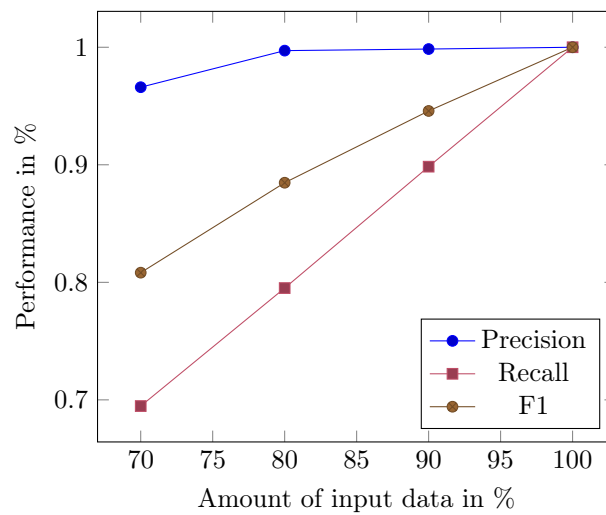 1
0.9
0.8
0.7
Performance in %
Precision
Recall
F1
70 75 80 85 90 95 100
Amount of input data in %